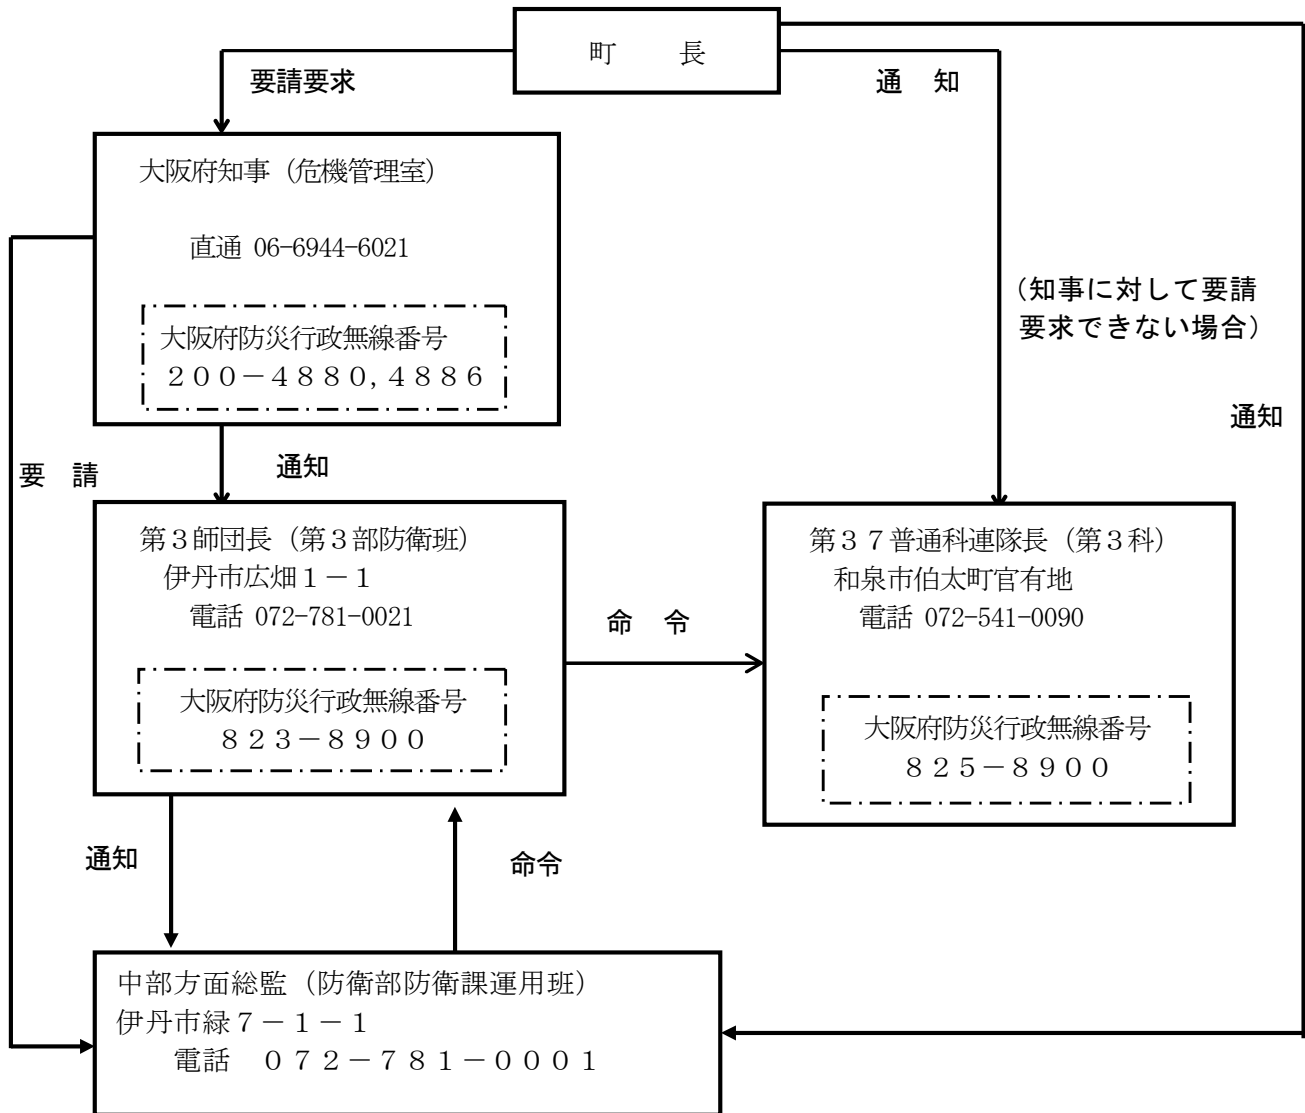 町　　長
要請要求
通　知
大阪府知事（危機管理室）
直通 06-6944-6021
大阪府防災行政無線番号
２００－４８８０，４８８６
（知事に対して要請
要求できない場合）
通知
要　請
通知
第３師団長（第３部防衛班）
伊丹市広畑１－１
電話 072-781-0021
大阪府防災行政無線番号
８２３－８９００
命　令
第３７普通科連隊長（第３科）
和泉市伯太町官有地
電話 072-541-0090
大阪府防災行政無線番号
８２５－８９００
通知
命令
中部方面総監（防衛部防衛課運用班）
伊丹市緑７－１－１
電話　０７２－７８１－０００１